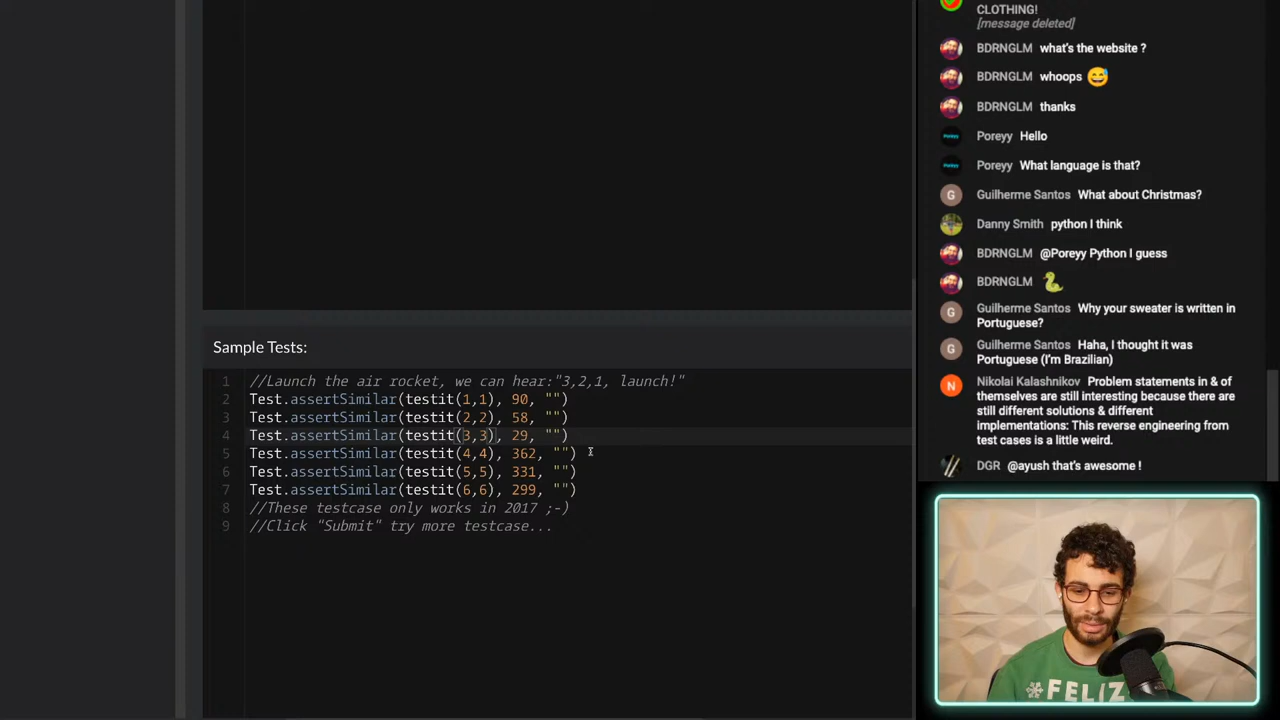 Sample Tests:
1 //Launch the air rocket, we can hear:"3,2,1, launch!"
2 Test.assertSimilar(testit(1,1), 90, "")
3 Test.assertSimilar(testit(2,2), 58, "")
4 Test.assertSimilar(testit(3,3), 29, "")
5 Test.assertSimilar(testit(4,4), 362, "")
6 Test.assertSimilar(testit(5,5), 331, "")
7 Test.assertSimilar(testit(6,6), 299, "")
8 //These testcase only works in 2017 ;-)
9 //Click "Submit" try more testcase...
CLOTHING!
[message deleted]
BDRNGLM what's the website ?
BDRNGLM whoops 😅
BDRNGLM thanks
Poreyy Hello
Poreyy What language is that?
G Guilherme Santos What about Christmas?
Danny Smith python I think
BDRNGLM @Poreyy Python I guess
BDRNGLM 🐍
G Guilherme Santos Why your sweater is written in
Portuguese?
G Guilherme Santos Haha, I thought it was
Portuguese (I'm Brazilian)
N Nikolai Kalashnikov Problem statements in & of
themselves are still interesting because there are
still different solutions & different
implementations: This reverse engineering from
test cases is a little weird.
DGR @ayush that's awesome !
FELIZ